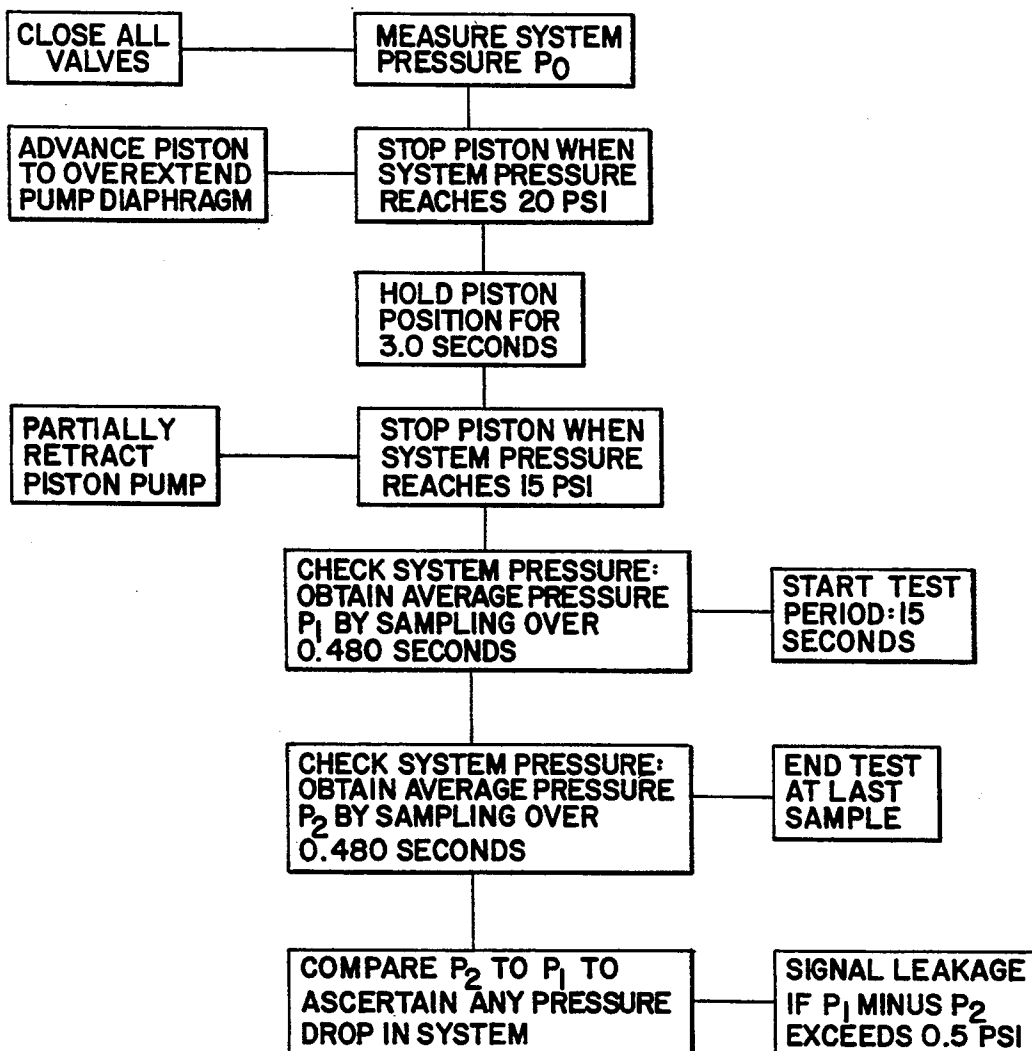 CLOSE ALL
VALVES
MEASURE SYSTEM
PRESSURE P0
ADVANCE PISTON
TO OVEREXTEND
PUMP DIAPHRAGM
STOP PISTON WHEN
SYSTEM PRESSURE
REACHES 20 PSI
HOLD PISTON
POSITION FOR
3.0 SECONDS
PARTIALLY
RETRACT
PISTON PUMP
STOP PISTON WHEN
SYSTEM PRESSURE
REACHES 15 PSI
CHECK SYSTEM PRESSURE:
OBTAIN AVERAGE PRESSURE
P1 BY SAMPLING OVER
0.480 SECONDS
START TEST
PERIOD:15
SECONDS
CHECK SYSTEM PRESSURE:
OBTAIN AVERAGE PRESSURE
P2 BY SAMPLING OVER
0.480 SECONDS
END TEST
AT LAST
SAMPLE
COMPARE P2 TO P1 TO
ASCERTAIN ANY PRESSURE
DROP IN SYSTEM
SIGNAL LEAKAGE
IF P1 MINUS P2
EXCEEDS 0.5 PSI